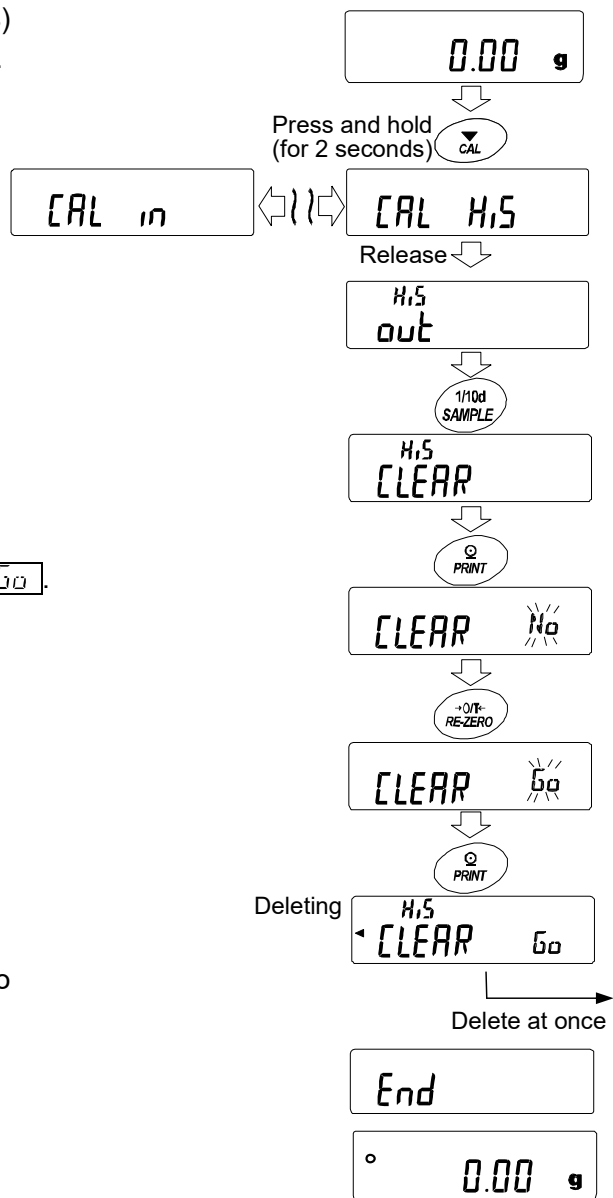 )
.
0.00 g
Press and hold
(for 2 seconds)
CAL
CAL in
CAL HiS
Release
HiS
out
1/10d
SAMPLE
HiS
CLEAR
PRINT
Go .
CLEAR No
→0/T←
RE-ZERO
CLEAR Go
PRINT
Deleting
HiS
CLEAR Go
o
Delete at once
End
0.00 g